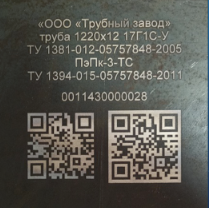 «ООО «Трубный завод»
труба 1220х12 17Г1С-У
ТУ 1381-012-05757848-2005
ПэПк-3-ТС
ТУ 1394-015-05757848-2011
0011430000028